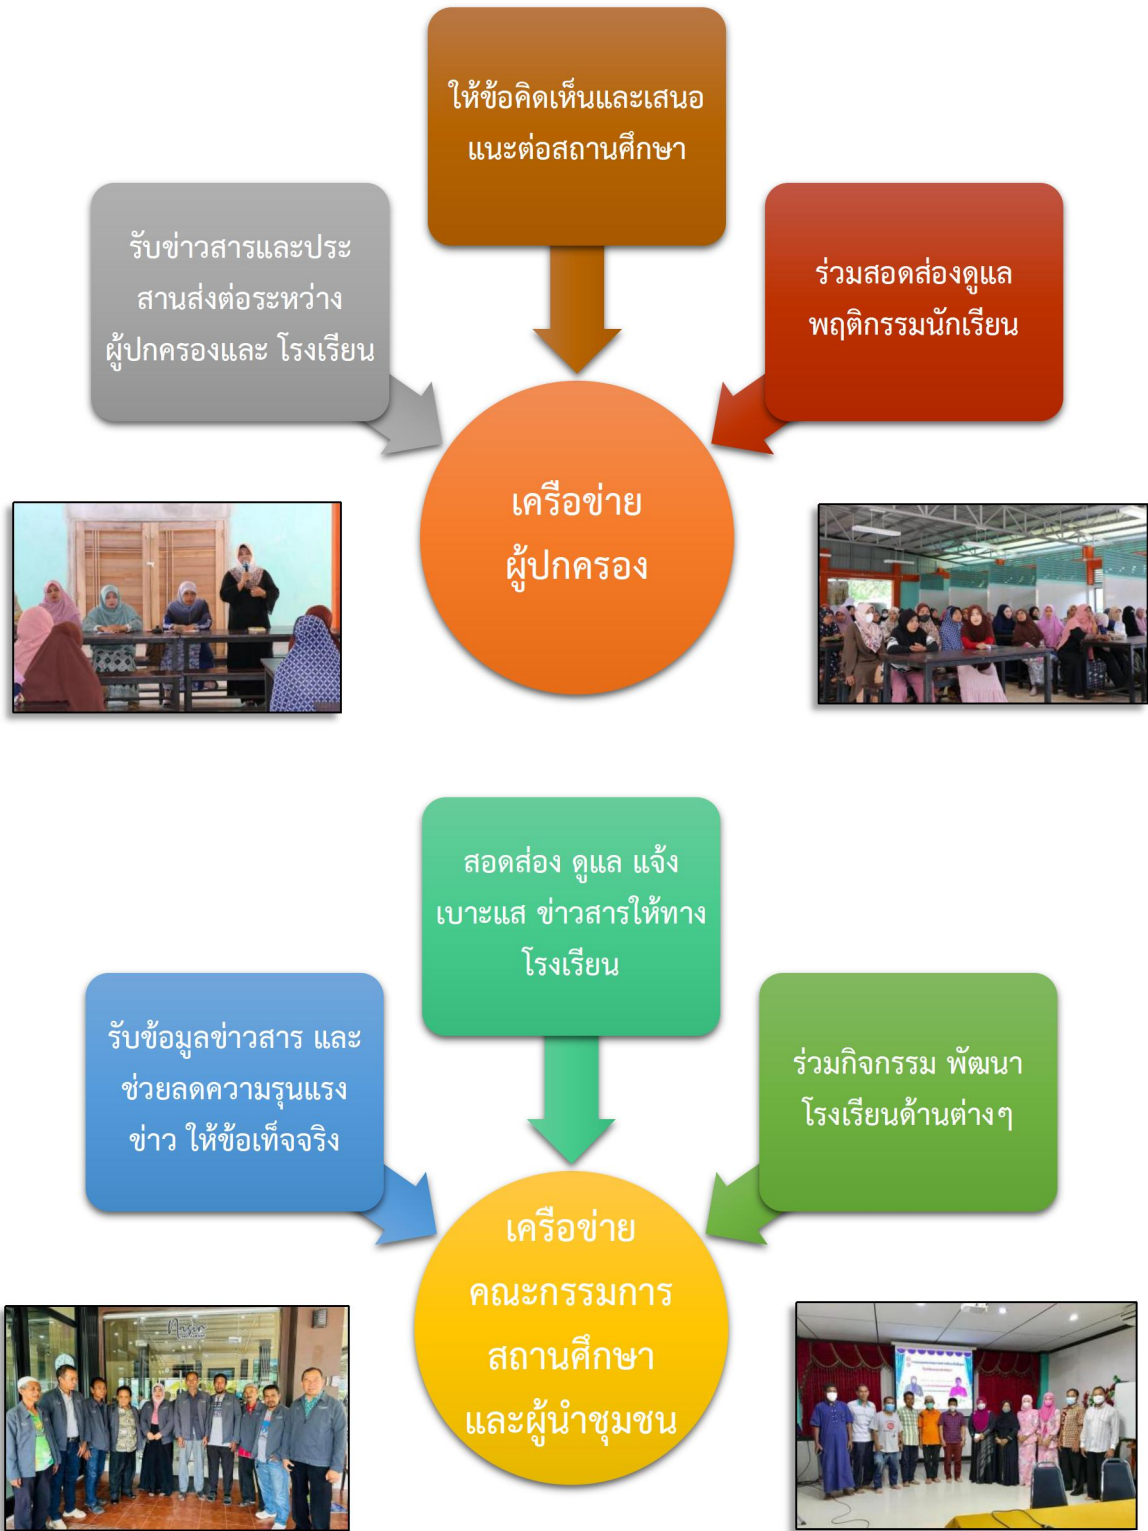 ให้ข้อคิดเห็นและเสนอ
แนะต่อสถานศึกษา
รับข่าวสารและประ
สานส่งต่อระหว่าง
ผู้ปกครองและ โรงเรียน
ร่วมสอดส่องดูแล
พฤติกรรมนักเรียน
เครือข่าย
ผู้ปกครอง
สอดส่อง ดูแล แจ้ง
เบาะแส ข่าวสารให้ทาง
โรงเรียน
รับข้อมูลข่าวสาร และ
ช่วยลดความรุนแรง
ข่าว ให้ข้อเท็จจริง
ร่วมกิจกรรม พัฒนา
โรงเรียนด้านต่างๆ
เครือข่าย
คณะกรรมการ
สถานศึกษา
และผู้นำชุมชน